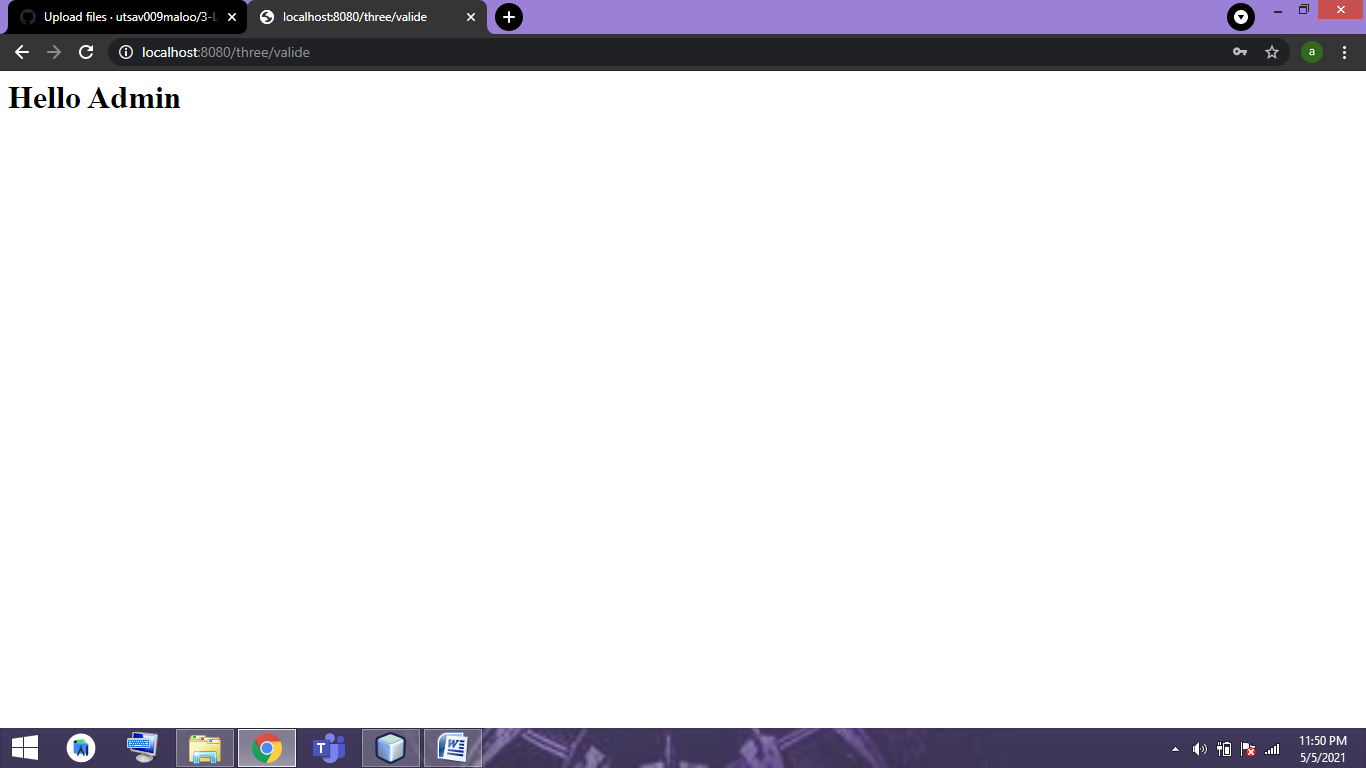 Upload files · utsav009maloo/3-L
localhost:8080/three/valide
localhost:8080/three/valide
a
Hello Admin
11:50 PM
5/5/2021